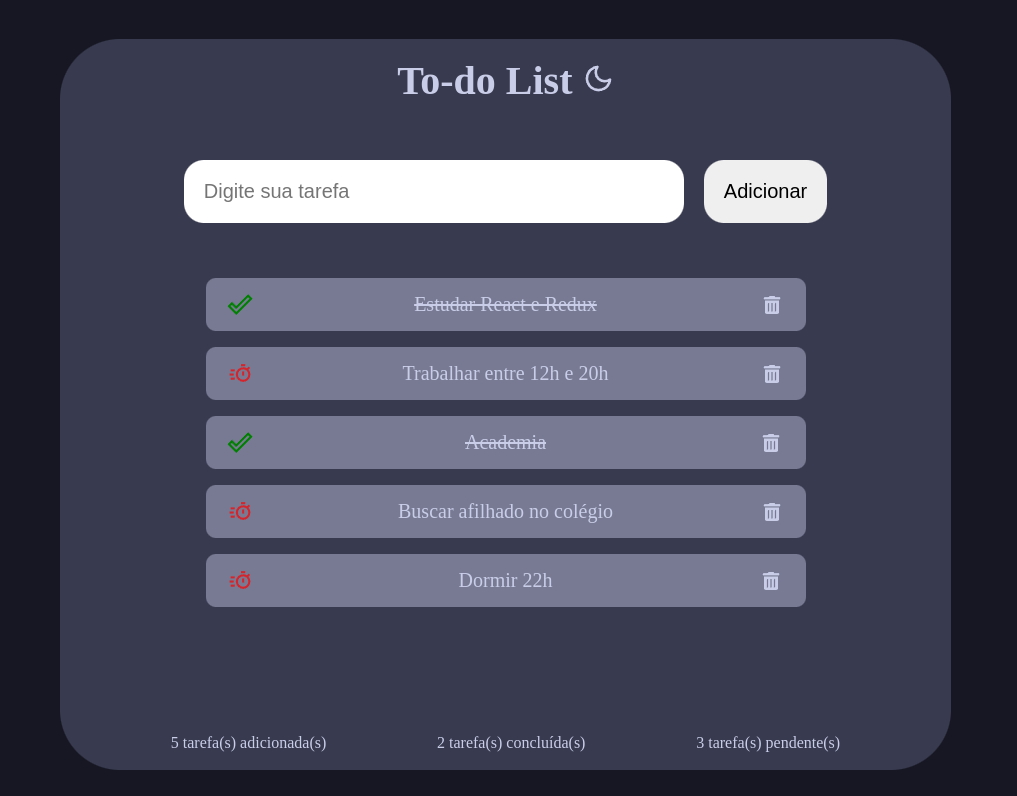 To-do List
Digite sua tarefa
Adicionar
Estudar React e Redux
Trabalhar entre 12h e 20h
Academia
Buscar afilhado no colégio
Dormir 22h
5 tarefa(s) adicionada(s)
2 tarefa(s) concluída(s)
3 tarefa(s) pendente(s)